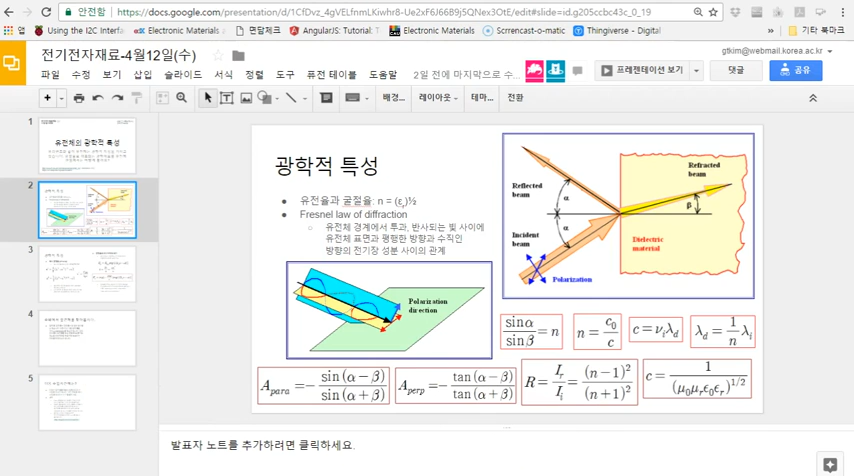 안전함 https://docs.google.com/presentation/d/1CfDvz_4gVELfnmLKiwhr8-Ue2xF6J66B9j5QNex3OtE/edit#slide=id.g205ccbc43c_0_19
앱 Using the I2C Interfa Electronic Materials 면담체크 AngularJS: Tutorial: T Electronic Materials Scrrencast-o-matic Thingiverse - Digital » 기타 북마크
전기전자재료-4월12일(수)
gtkim@webmail.korea.ac.kr
파일 수정 보기 삽입 슬라이드 서식 정렬 도구 퓨전 테이블 도움말 2일 전에 마지막으로 수...
프레젠테이션 보기 댓글 공유
배경... 레이아웃 테마... 전환
1
유전체의 광학적 특성
2
3
4
5
광학적 특성
● 유전율과 굴절율: n = (εr)½
● Fresnel law of diffraction
○ 유전체 경계에서 투과, 반사되는 빛 사이에
유전체 표면과 평행한 방향과 수직인
방향의 전기장 성분 사이의 관계
Polarization
direction
Reflected
beam
Refracted
beam
α
β
α
Incident
beam
Dielectric
material
Polarization
sinα/sinβ = n
n = c0/c
c = νiλd
λd = 1/n λi
Apara = − sin(α−β)/sin(α+β)
Aperp = − tan(α−β)/tan(α+β)
R = Ir/Ii = (n−1)²/(n+1)²
c = 1/(μ0μrε0εr)^1/2
발표자 노트를 추가하려면 클릭하세요.